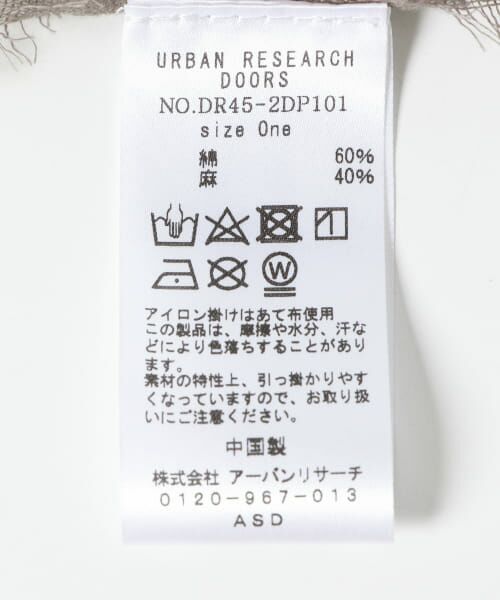 URBAN RESEARCH
DOORS
NO.DR45-2DP101
size One
綿 60%
麻 40%
W
アイロン掛けはあて布使用
この製品は、摩擦や水分、汗な
どにより色落ちすることがあり
ます。
素材の特性上、引っ掛かりやす
くなっていますので、お取り扱
いにご注意ください。
中国製
株式会社 アーバンリサーチ
0120-967-013
ASD